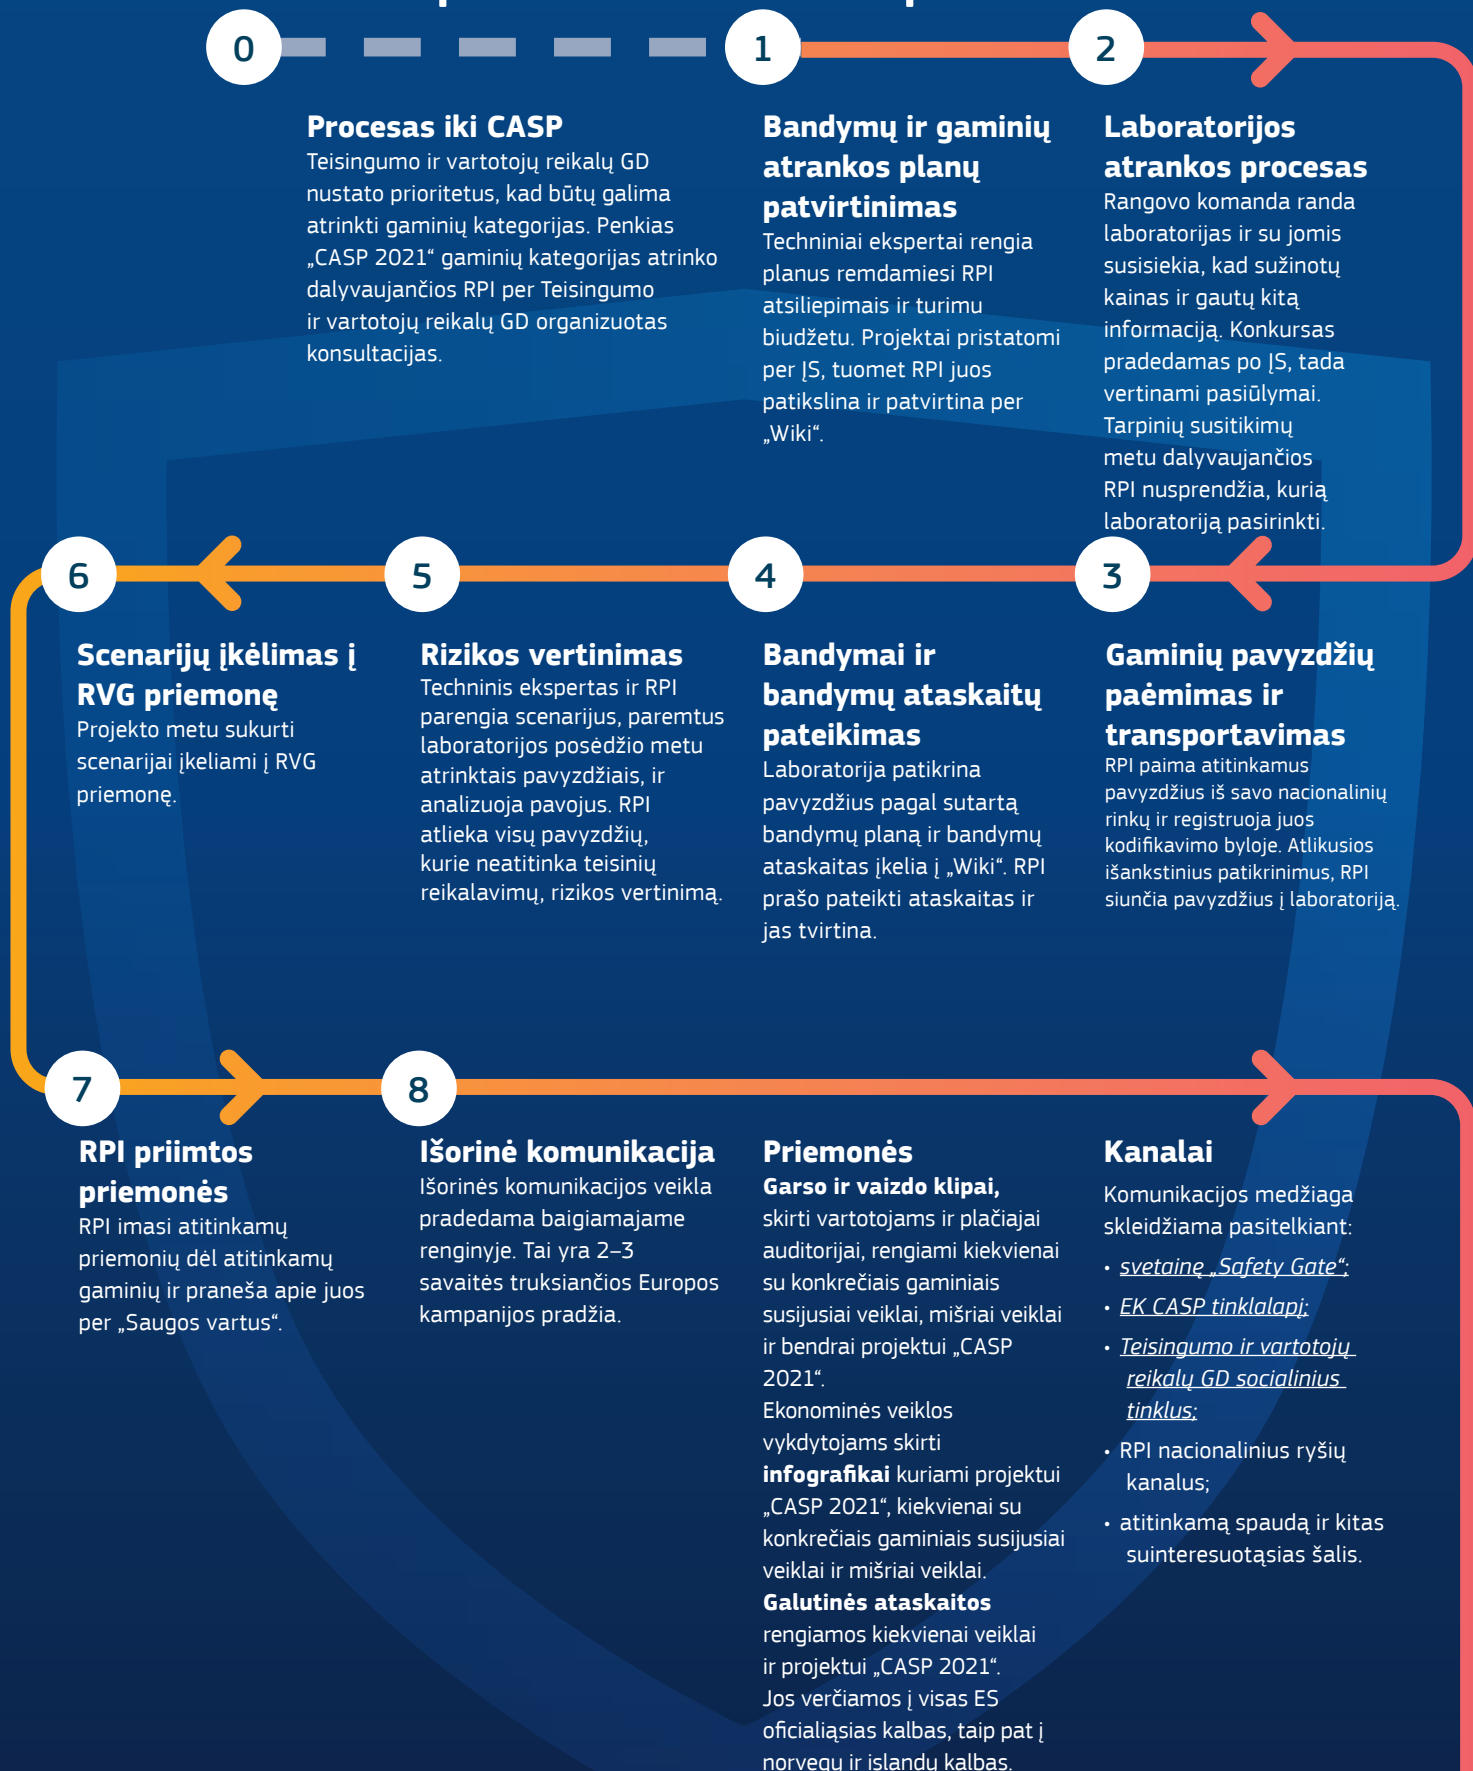 0
Procesas iki CASP
Teisingumo ir vartotojų reikalų GD
nustato prioritetus, kad būtų galima
atrinkti gaminių kategorijas. Penkias
„CASP 2021“ gaminių kategorijas atrinko
dalyvaujančios RPI per Teisingumo
ir vartotojų reikalų GD organizuotas
konsultacijas.
1
Bandymų ir gaminių
atrankos planų
patvirtinimas
Techniniai ekspertai rengia
planus remdamiesi RPI
atsiliepimais ir turimu
biudžetu. Projektai pristatomi
per ĮS, tuomet RPI juos
patikslina ir patvirtina per
„Wiki“.
2
Laboratorijos
atrankos procesas
Rangovo komanda randa
laboratorijas ir su jomis
susisiekia, kad sužinotų
kainas ir gautų kitą
informaciją. Konkursas
pradedamas po ĮS, tada
vertinami pasiūlymai.
Tarpinių susitikimų
metu dalyvaujančios
RPI nusprendžia, kurią
laboratoriją pasirinkti.
3
Gaminių pavyzdžių
paėmimas ir
transportavimas
RPI paima atitinkamus
pavyzdžius iš savo nacionalinių
rinkų ir registruoja juos
kodifikavimo byloje. Atlikusios
išankstinius patikrinimus, RPI
siunčia pavyzdžius į laboratoriją.
4
Bandymai ir
bandymų ataskaitų
pateikimas
Laboratorija patikrina
pavyzdžius pagal sutartą
bandymų planą ir bandymų
ataskaitas įkelia į „Wiki“. RPI
prašo pateikti ataskaitas ir
jas tvirtina.
5
Rizikos vertinimas
Techninis ekspertas ir RPI
parengia scenarijus, paremtus
laboratorijos posėdžio metu
atrinktais pavyzdžiais, ir
analizuoja pavojus. RPI
atlieka visų pavyzdžių,
kurie neatitinka teisinių
reikalavimų, rizikos vertinimą.
6
Scenarijų įkėlimas į
RVG priemonę
Projekto metu sukurti
scenarijai įkeliami į RVG
priemonę.
7
RPI priimtos
priemonės
RPI imasi atitinkamų
priemonių dėl atitinkamų
gaminių ir praneša apie juos
per „Saugos vartus“.
8
Išorinė komunikacija
Išorinės komunikacijos veikla
pradedama baigiamajame
renginyje. Tai yra 2–3
savaitės truksiančios Europos
kampanijos pradžia.
Priemonės
Garso ir vaizdo klipai,
skirti vartotojams ir plačiajai
auditorijai, rengiami kiekvienai
su konkrečiais gaminiais
susijusiai veiklai, mišriai veiklai
ir bendrai projektui „CASP
2021“.
Ekonominės veiklos
vykdytojams skirti
infografikai kuriami projektui
„CASP 2021“, kiekvienai su
konkrečiais gaminiais susijusiai
veiklai ir mišriai veiklai.
Galutinės ataskaitos
rengiamos kiekvienai veiklai
ir projektui „CASP 2021“.
Jos verčiamos į visas ES
oficialiąsias kalbas, taip pat į
norvegų ir islandų kalbas.
Kanalai
Komunikacijos medžiaga
skleidžiama pasitelkiant:
• svetainę „Safety Gate“;
• EK CASP tinklalapį;
• Teisingumo ir vartotojų
reikalų GD socialinius
tinklus;
• RPI nacionalinius ryšių
kanalus;
• atitinkamą spaudą ir kitas
suinteresuotąsias šalis.